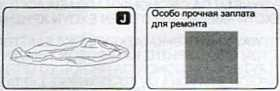 J
Особо прочная заплата
для ремонта